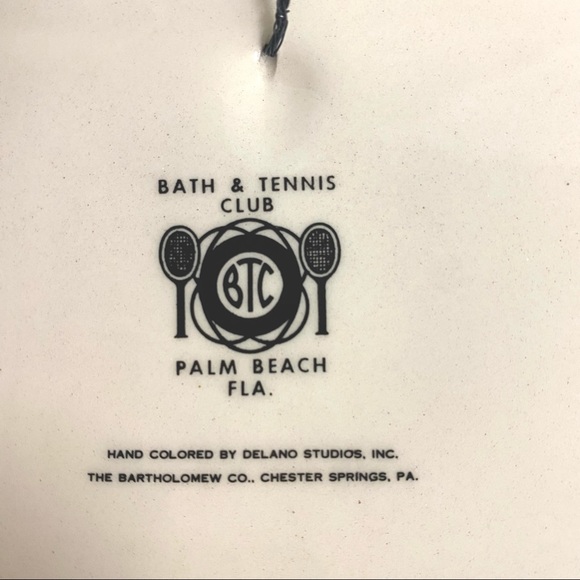 BATH & TENNIS
CLUB
BTC
PALM BEACH
FLA.
HAND COLORED BY DELANO STUDIOS, INC.
THE BARTHOLOMEW CO., CHESTER SPRINGS, PA.